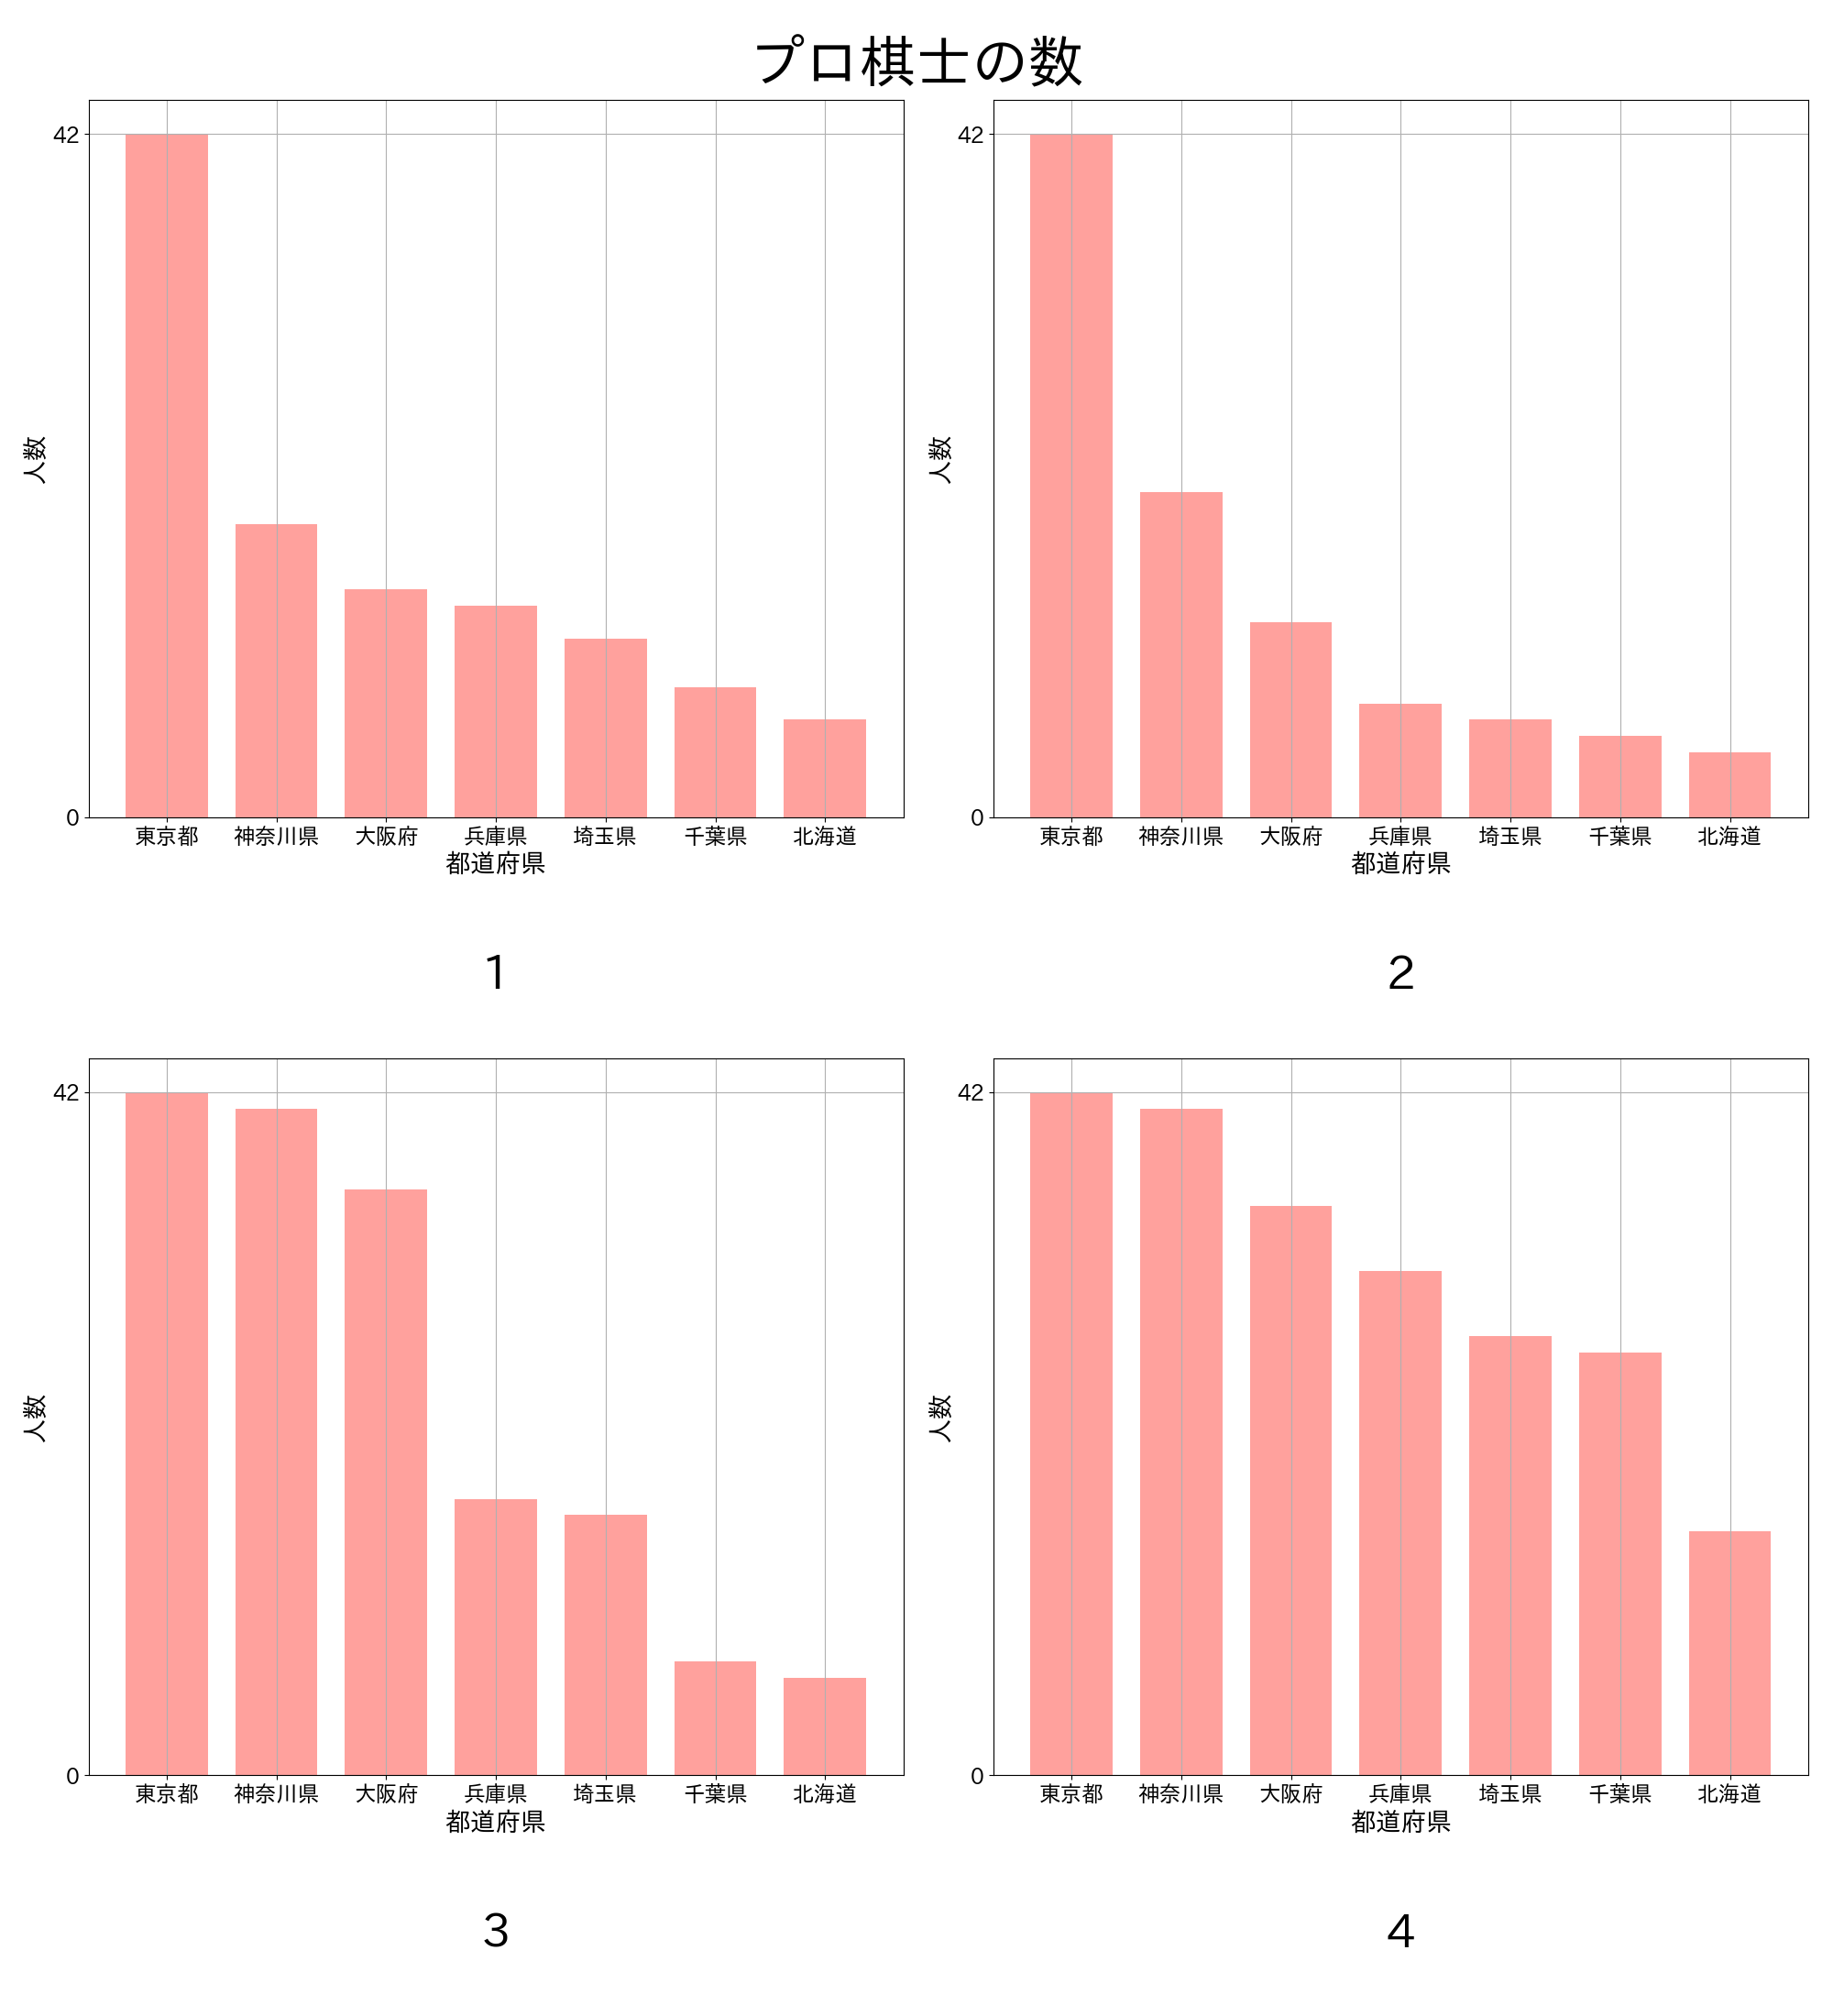 プロ棋士の数
42
0
人数
東京都 神奈川県 大阪府 兵庫県 埼玉県 千葉県 北海道
都道府県
1
42
0
人数
東京都 神奈川県 大阪府 兵庫県 埼玉県 千葉県 北海道
都道府県
2
42
0
人数
東京都 神奈川県 大阪府 兵庫県 埼玉県 千葉県 北海道
都道府県
3
42
0
人数
東京都 神奈川県 大阪府 兵庫県 埼玉県 千葉県 北海道
都道府県
4